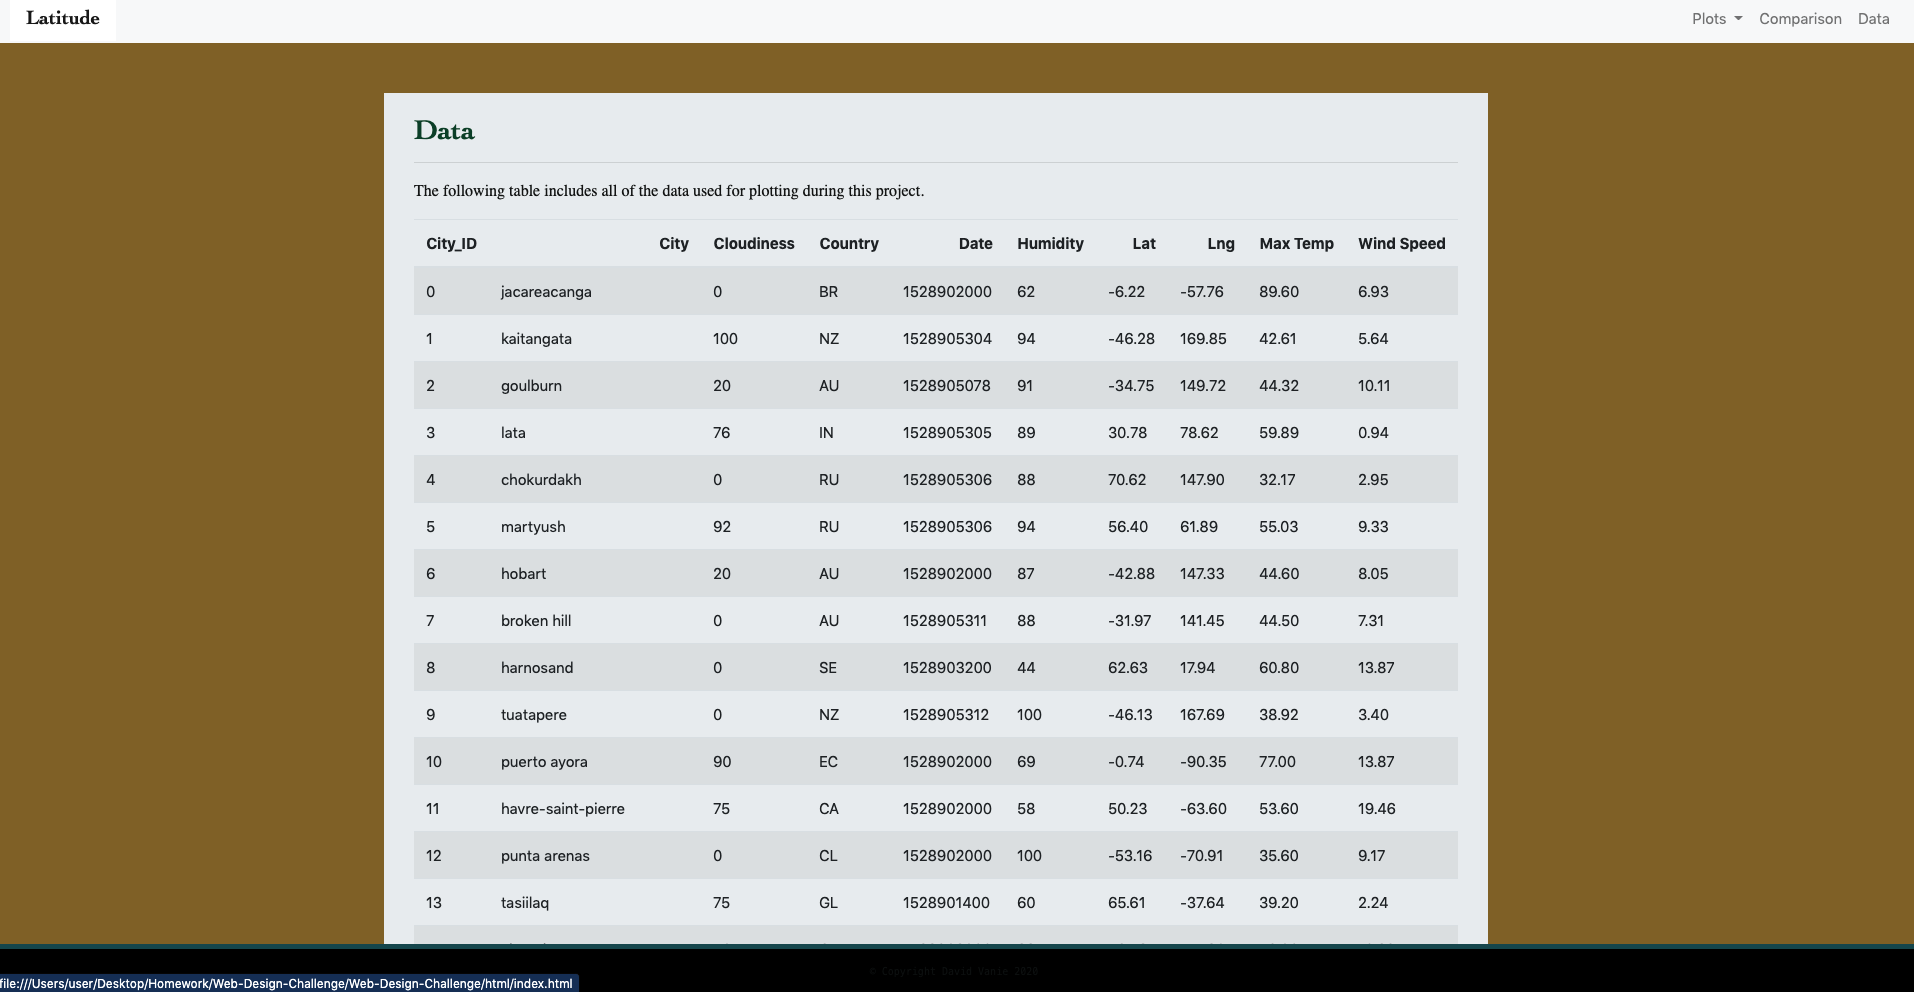 Latitude Plots Comparison Data
Data
The following table includes all of the data used for plotting during this project.
City_ID City Cloudiness Country Date Humidity Lat Lng Max Temp Wind Speed
0 jacareacanga 0 BR 1528902000 62 -6.22 -57.76 89.60 6.93
1 kaitangata 100 NZ 1528905304 94 -46.28 169.85 42.61 5.64
2 goulburn 20 AU 1528905078 91 -34.75 149.72 44.32 10.11
3 lata 76 IN 1528905305 89 30.78 78.62 59.89 0.94
4 chokurdakh 0 RU 1528905306 88 70.62 147.90 32.17 2.95
5 martyush 92 RU 1528905306 94 56.40 61.89 55.03 9.33
6 hobart 20 AU 1528902000 87 -42.88 147.33 44.60 8.05
7 broken hill 0 AU 1528905311 88 -31.97 141.45 44.50 7.31
8 harnosand 0 SE 1528903200 44 62.63 17.94 60.80 13.87
9 tuatapere 0 NZ 1528905312 100 -46.13 167.69 38.92 3.40
10 puerto ayora 90 EC 1528902000 69 -0.74 -90.35 77.00 13.87
11 havre-saint-pierre 75 CA 1528902000 58 50.23 -63.60 53.60 19.46
12 punta arenas 0 CL 1528902000 100 -53.16 -70.91 35.60 9.17
13 tasiilaq 75 GL 1528901400 60 65.61 -37.64 39.20 2.24
© Copyright David Vanie 2020
file:///Users/user/Desktop/Homework/Web-Design-Challenge/Web-Design-Challenge/html/index.html